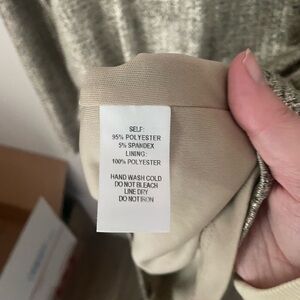 SELF:
95% POLYESTER
5% SPANDEX
LINING:
100% POLYESTER
HAND WASH COLD
DO NOT BLEACH
LINE DRY
DO NOT IRON